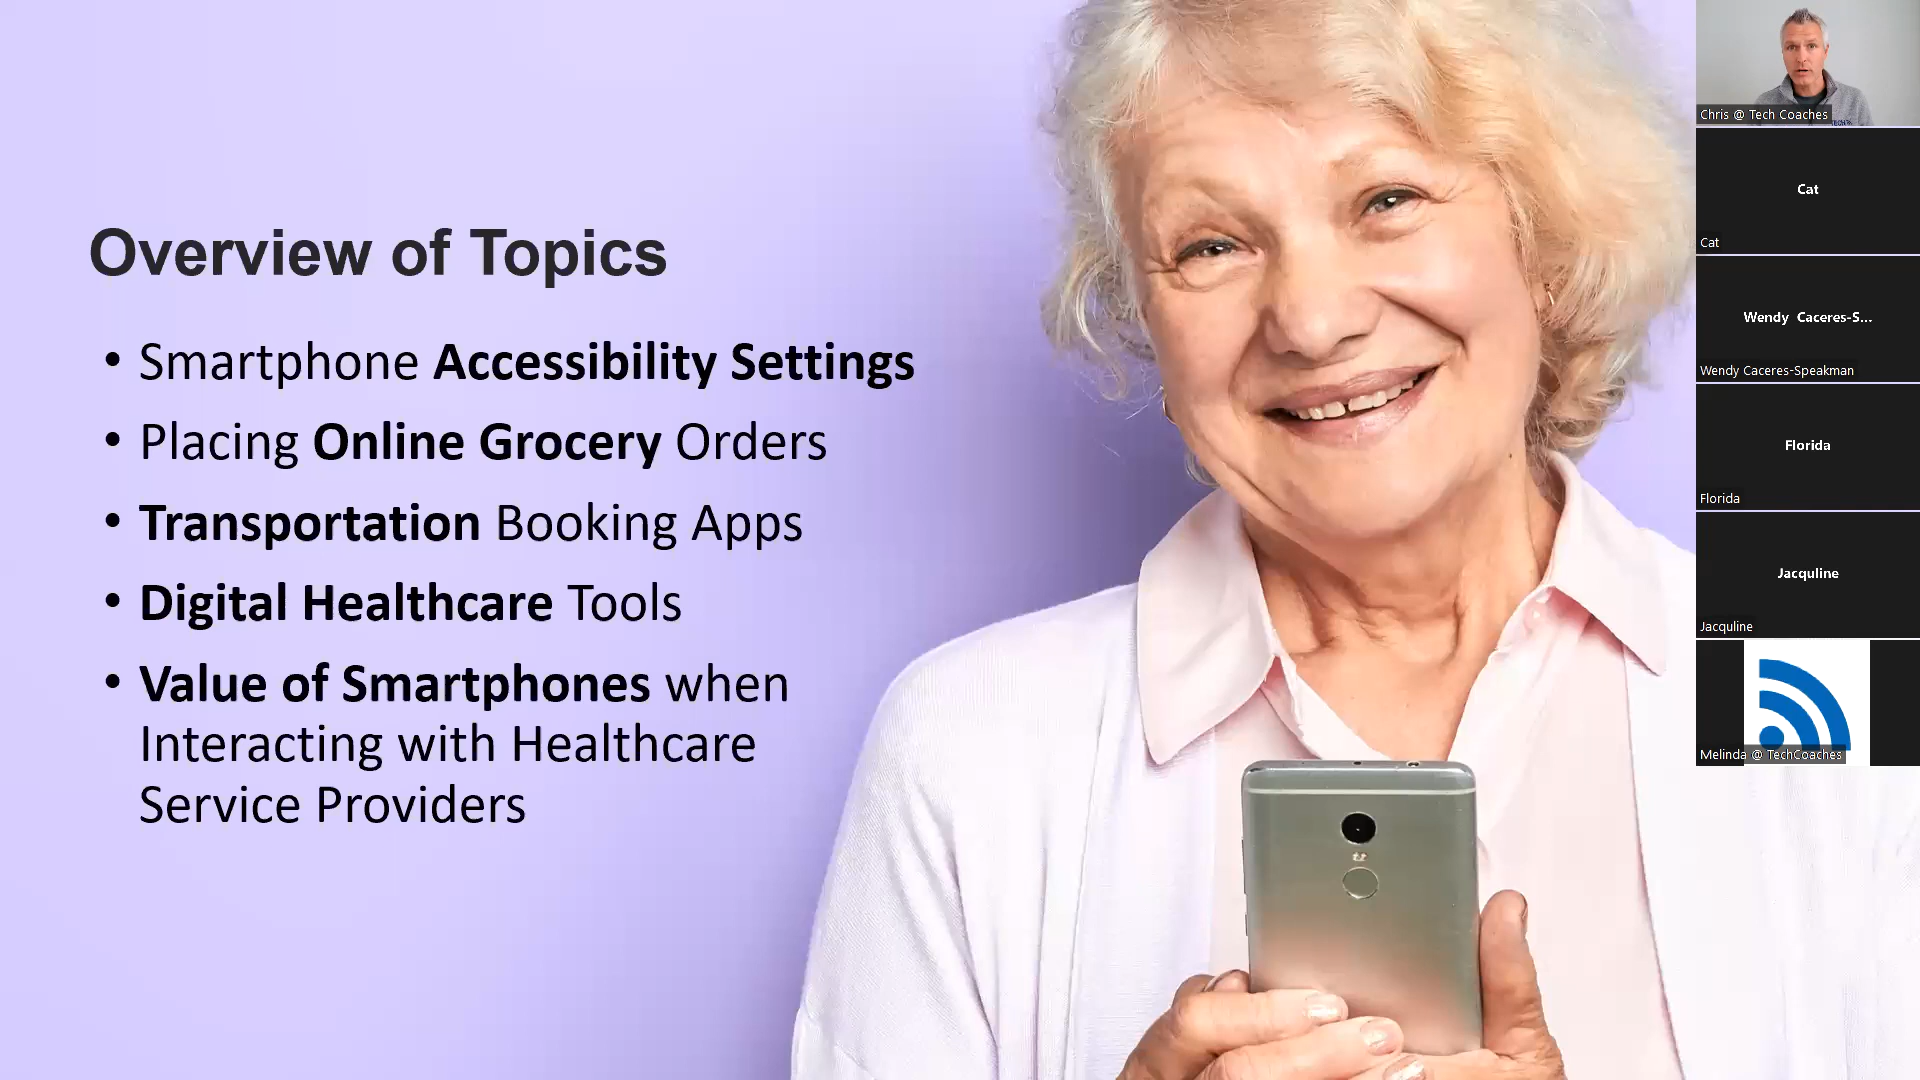 Overview of Topics
• Smartphone Accessibility Settings
• Placing Online Grocery Orders
• Transportation Booking Apps
• Digital Healthcare Tools
• Value of Smartphones when
Interacting with Healthcare
Service Providers
Chris @ Tech Coaches
Cat
Cat
Wendy Caceres-S...
Wendy Caceres-Speakman
Florida
Florida
Jacquline
Jacquline
Melinda @ TechCoaches